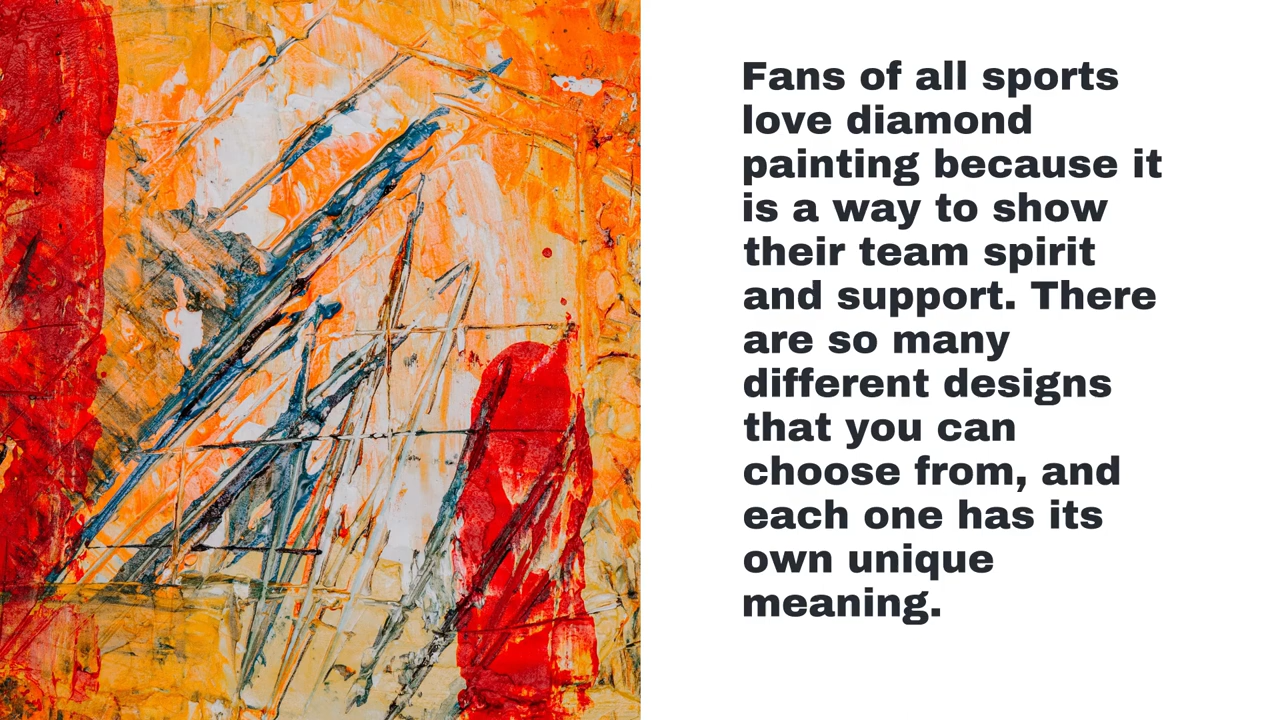 Fans of all sports
love diamond
painting because it
is a way to show
their team spirit
and support. There
are so many
different designs
that you can
choose from, and
each one has its
own unique
meaning.